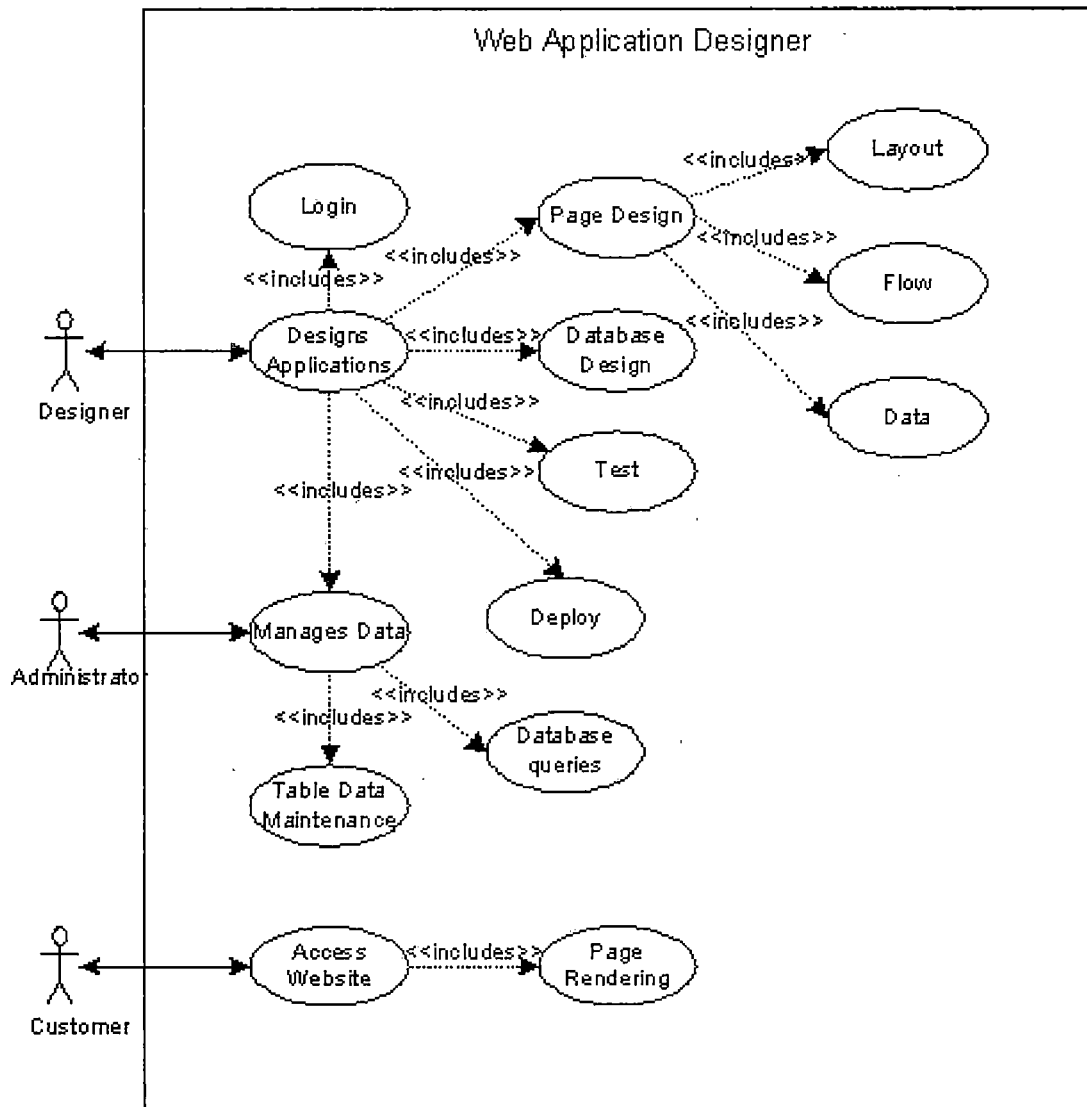 Web Application Designer
Layout
<<includes>>
Login
Page Design
<<includes>>
<<includes>>
<<includes>>
Flow
Designs
Applications
<<includes>>
Database
Design
<<includes>>
Designer
<<includes>>
Data
<<includes>>
Test
<<includes>>
Manages Data
Deploy
Administrator
<<includes>>
<<includes>>
Database
queries
Table Data
Maintenance
Access
Website
<<includes>>
Page
Rendering
Customer